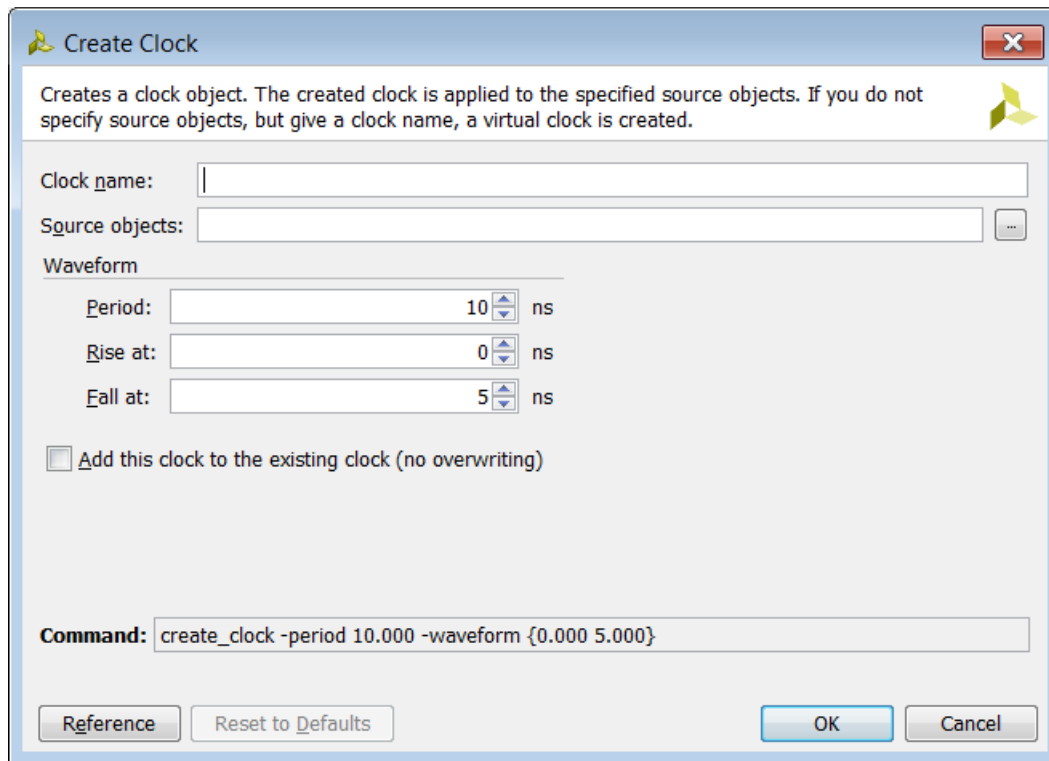 Create Clock
Creates a clock object. The created clock is applied to the specified source objects. If you do not
specify source objects, but give a clock name, a virtual clock is created.
Clock name:
Source objects: ...
Waveform
Period: 10 ns
Rise at: 0 ns
Fall at: 5 ns
Add this clock to the existing clock (no overwriting)
Command: create_clock -period 10.000 -waveform {0.000 5.000}
Reference Reset to Defaults OK Cancel